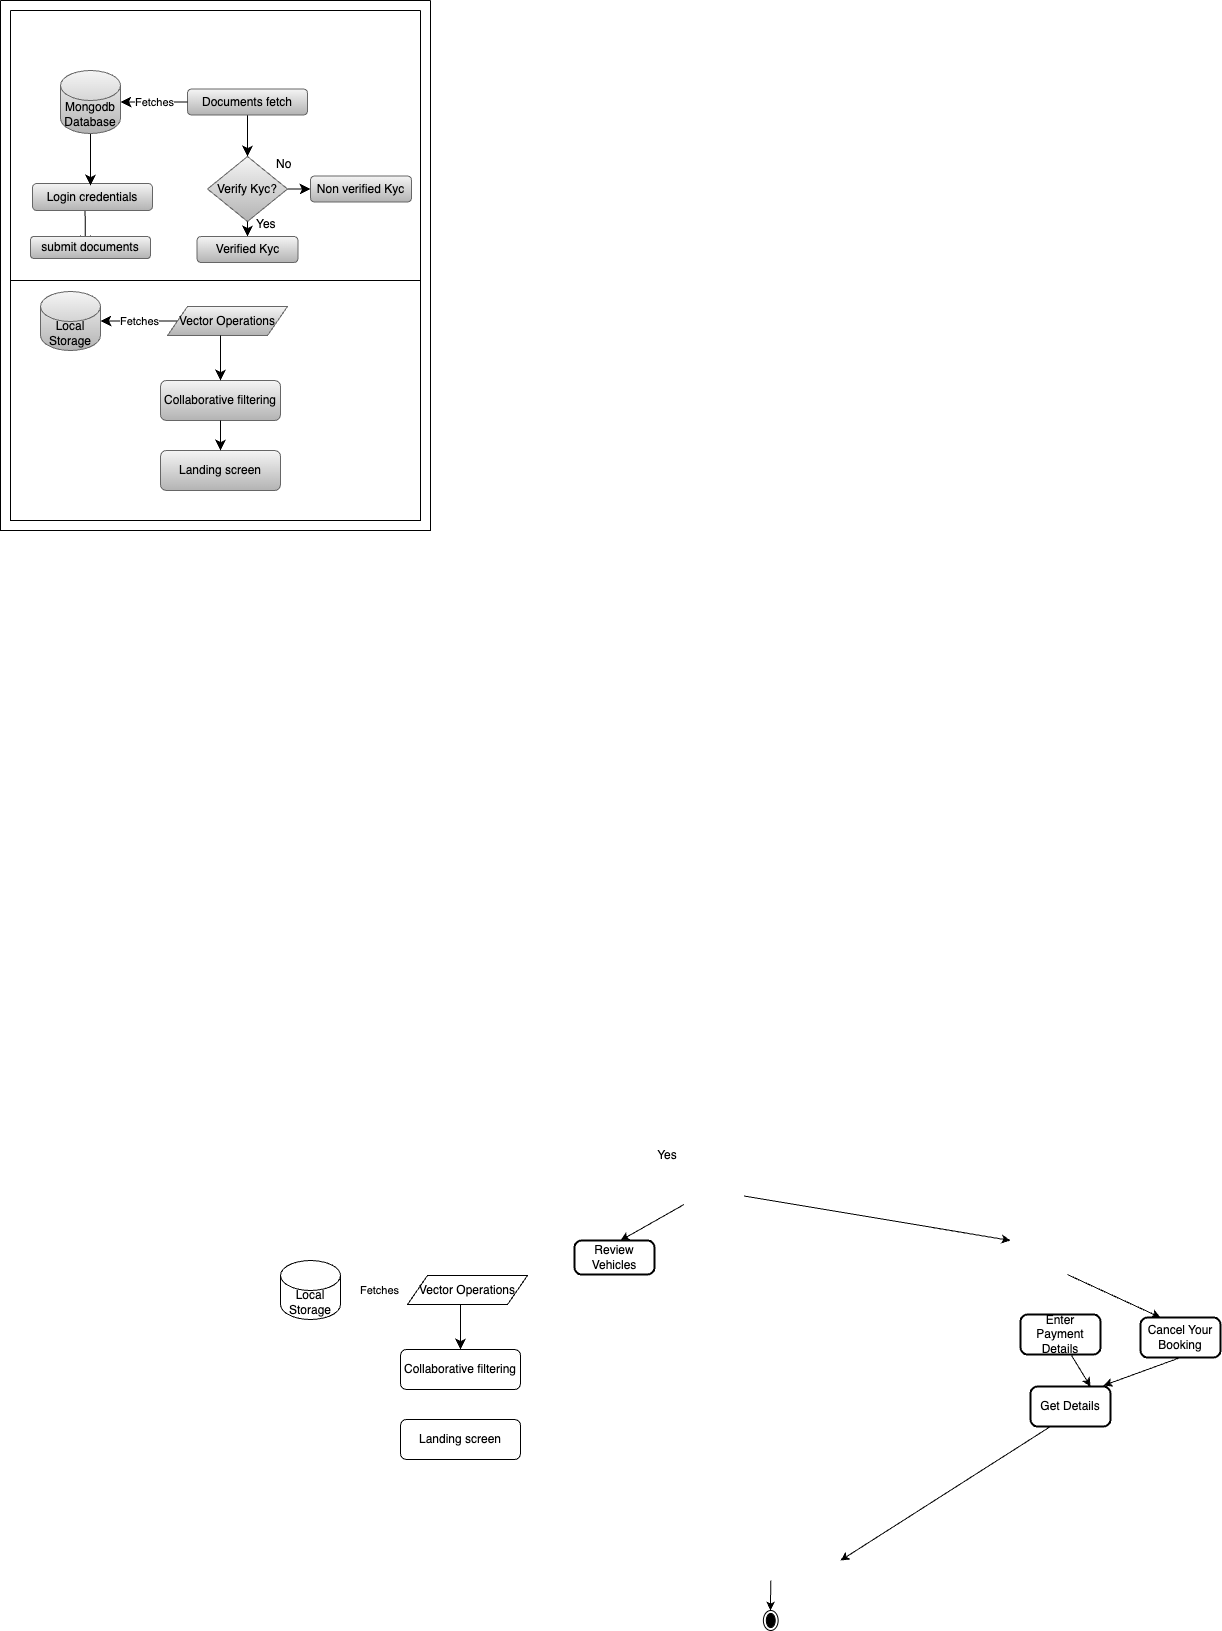 Mongodb
Database
Fetches
Documents fetch
No
Verify Kyc?
Non verified Kyc
Login credentials
Yes
submit documents
Verified Kyc
Local
Storage
Fetches
Vector Operations
Collaborative filtering
Landing screen
Yes
Review
Vehicles
Local
Storage
Fetches
Vector Operations
Collaborative filtering
Landing screen
Enter
Payment
Details
Cancel Your
Booking
Get Details